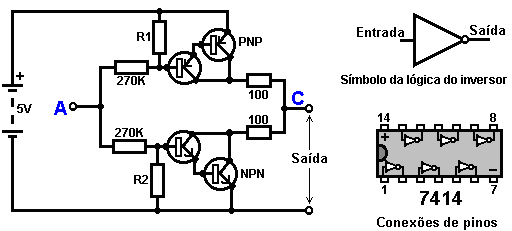 R1
PNP
270K
+
5V
A
100
C
100
270K
R2
NPN
Saída
Entrada
Saída
Símbolo da lógica do inversor
14
8
+
−
1
7
7414
Conexões de pinos